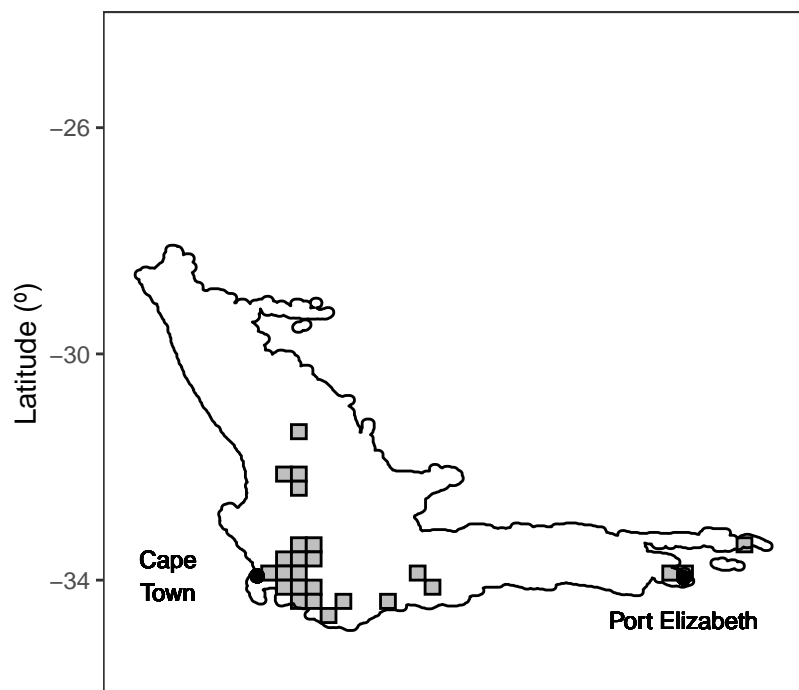 −26
−30
−34
Latitude (º)
Cape
Town
Port Elizabeth